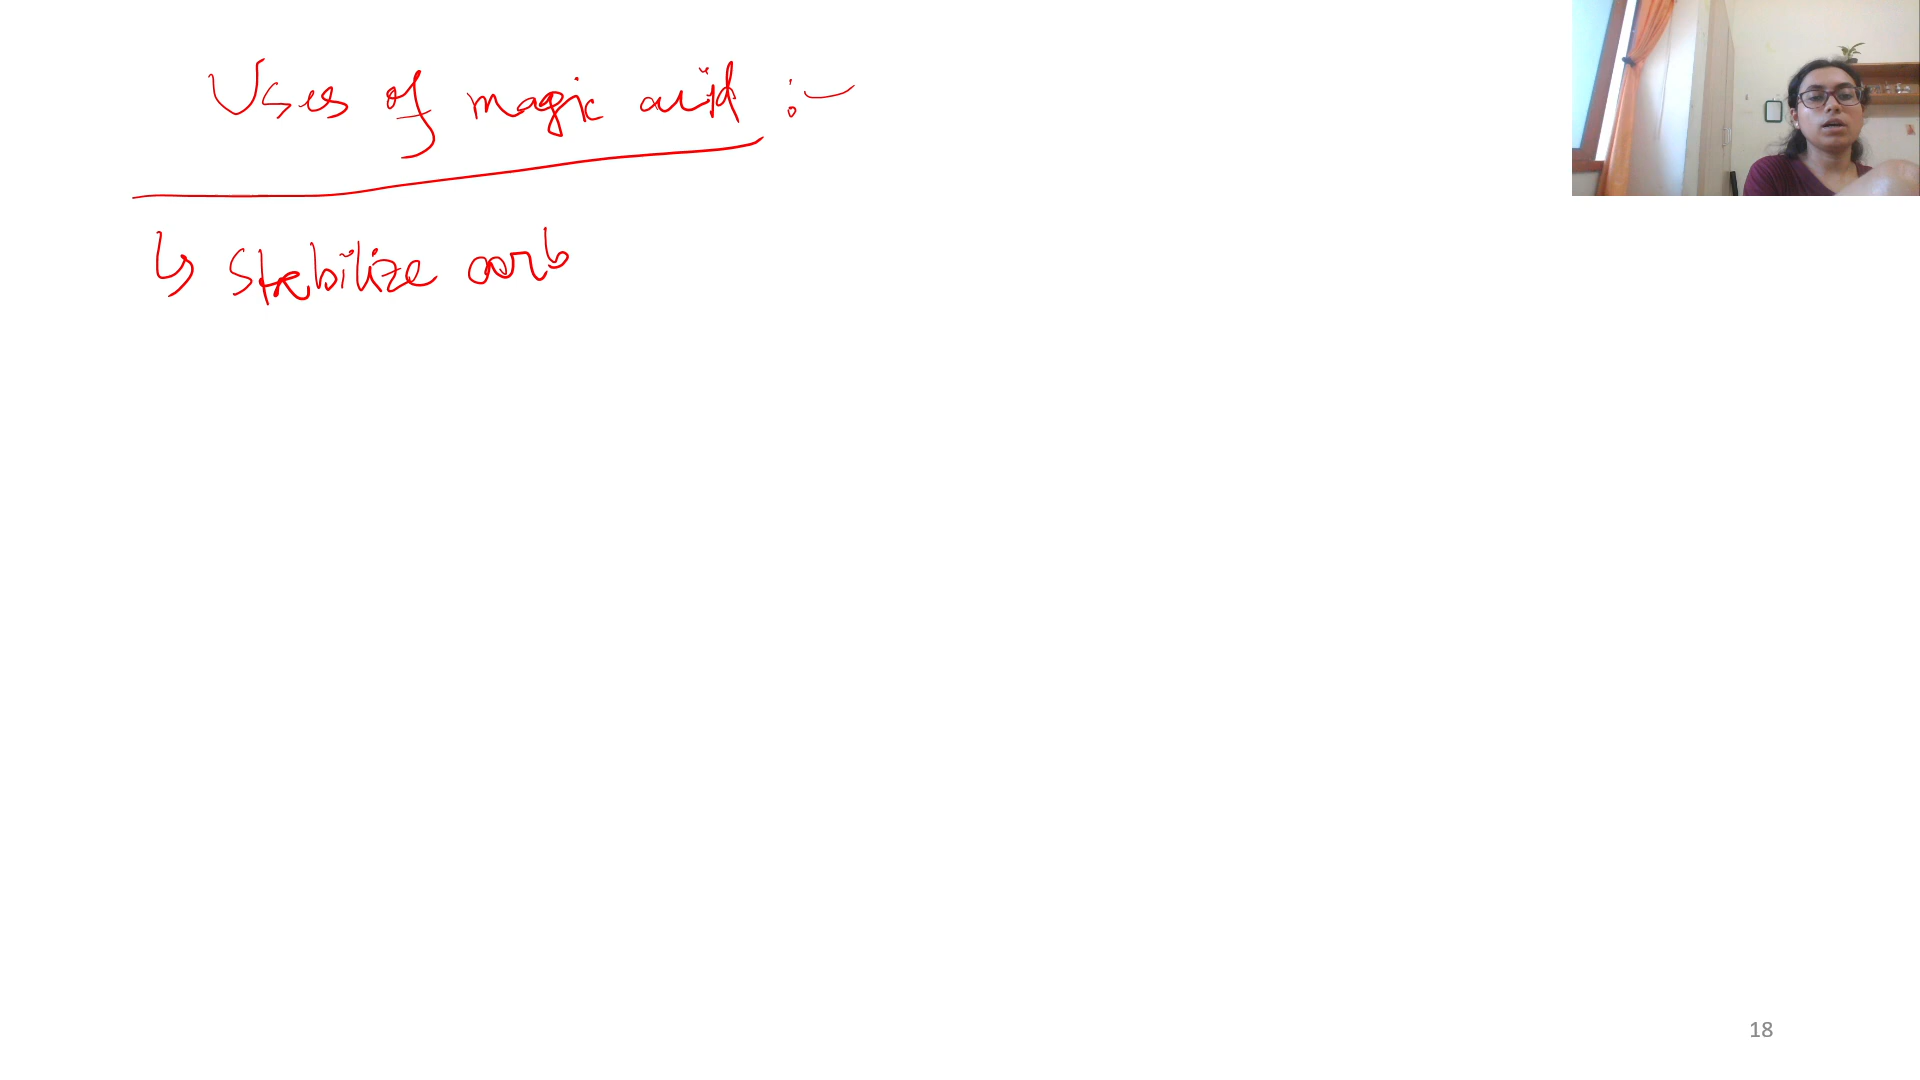 Uses of magic acid :-
↳ Stabilize carb
18